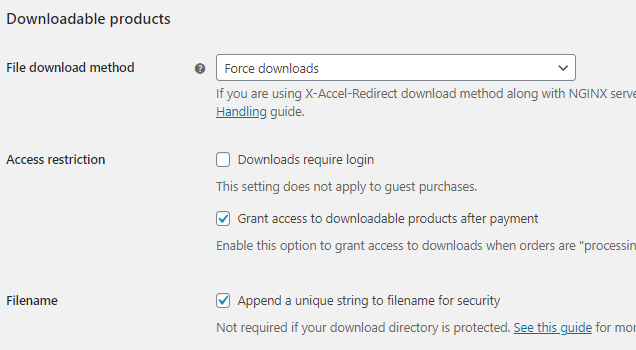 Downloadable products
File download method Force downloads
If you are using X-Accel-Redirect download method along with NGINX serve
Handling guide.
Access restriction Downloads require login
This setting does not apply to guest purchases.
Grant access to downloadable products after payment
Enable this option to grant access to downloads when orders are "processin
Filename Append a unique string to filename for security
Not required if your download directory is protected. See this guide for mor